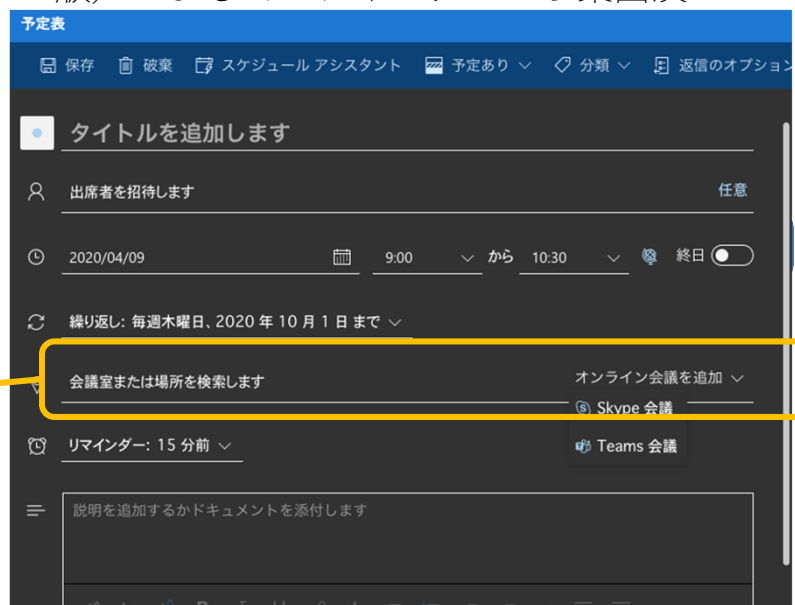 予定表
保存 破棄 スケジュール アシスタント 予定あり 分類 返信のオプション
タイトルを追加します
出席者を招待します 任意
2020/04/09 9:00 から 10:30 終日
繰り返し: 毎週木曜日、2020 年 10 月 1 日 まで
会議室または場所を検索します オンライン会議を追加
Skype 会議
リマインダー: 15 分前 Teams 会議
説明を追加するかドキュメントを添付します